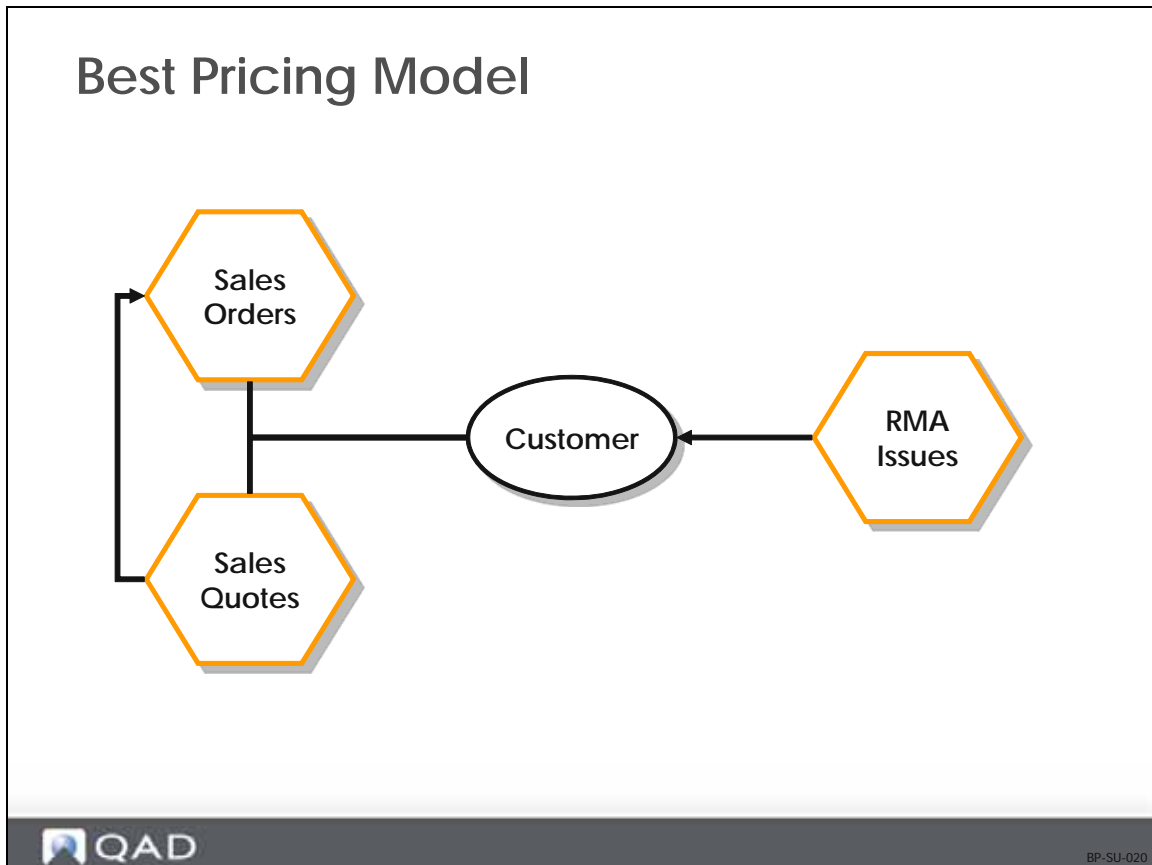 Best Pricing Model
Sales
Orders
Customer
RMA
Issues
Sales
Quotes
QAD
BP-SU-020